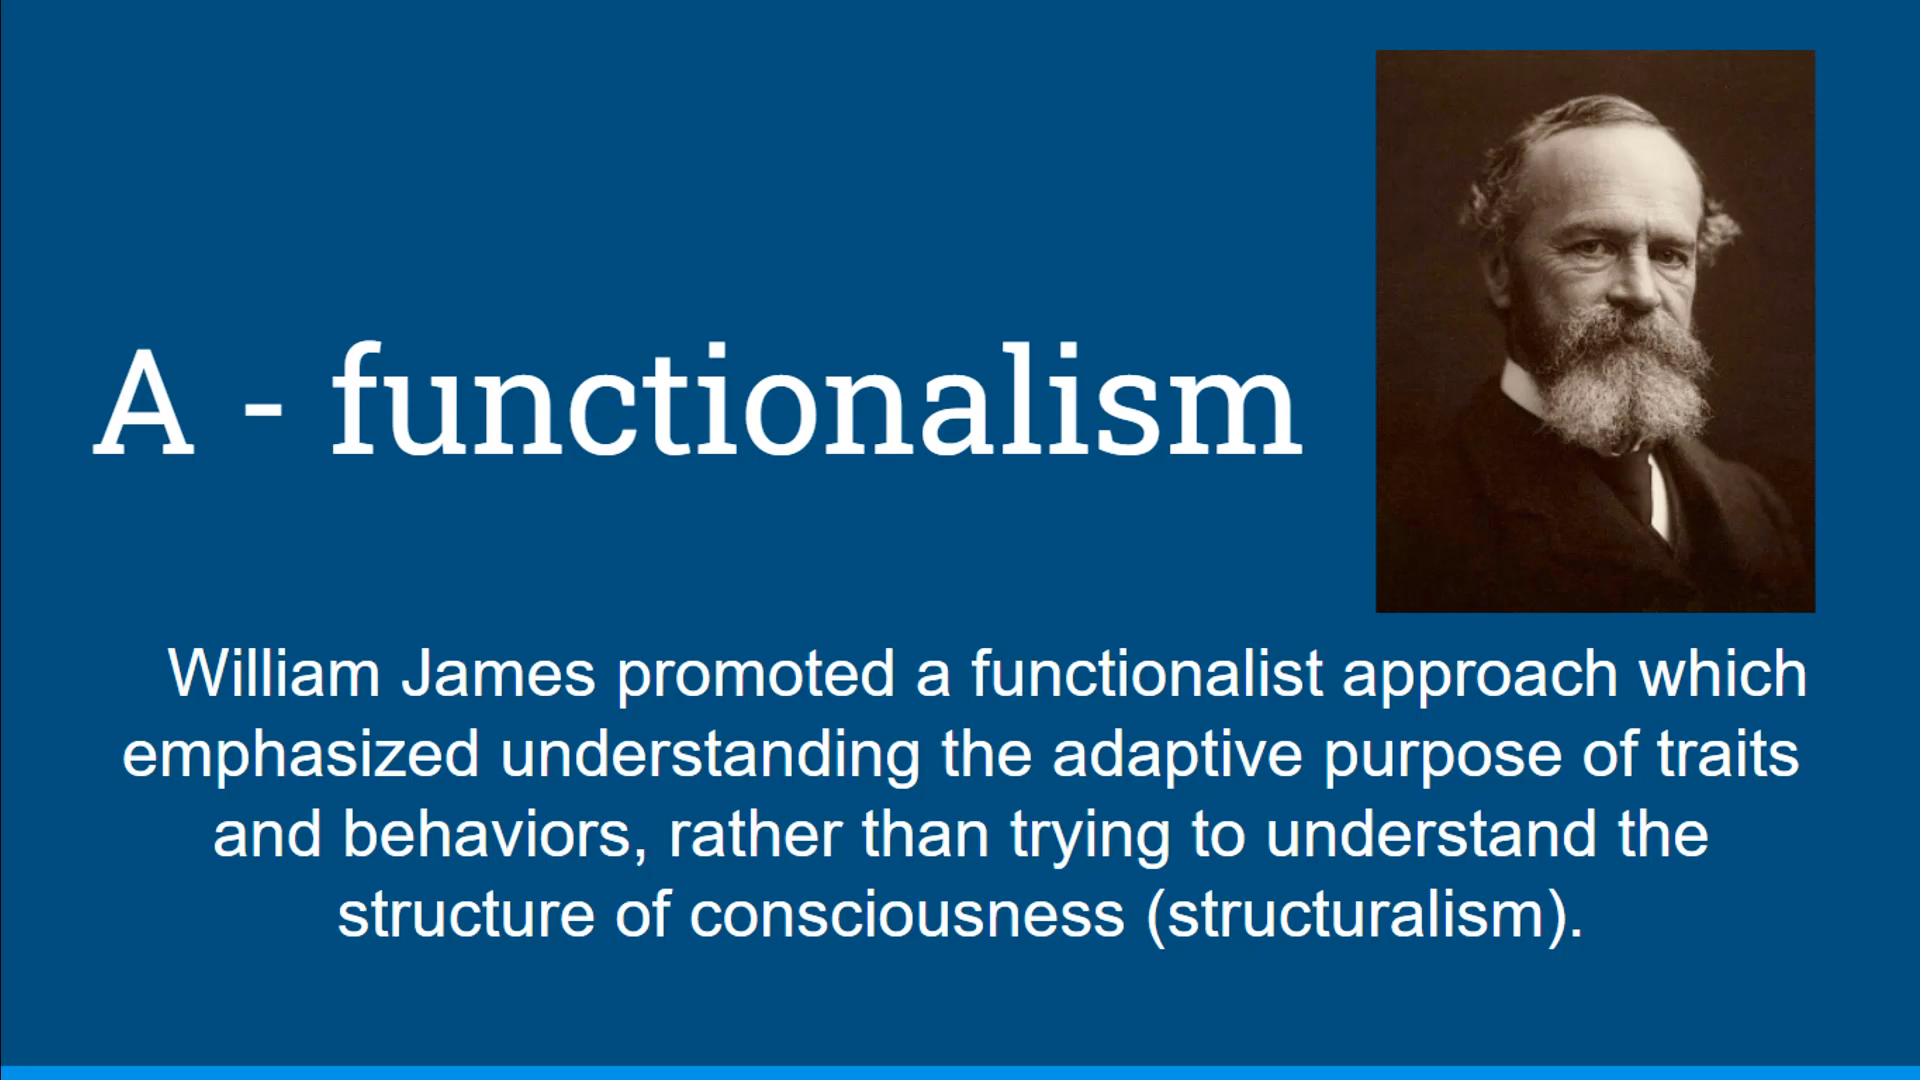 A - functionalism
William James promoted a functionalist approach which
emphasized understanding the adaptive purpose of traits
and behaviors, rather than trying to understand the
structure of consciousness (structuralism).